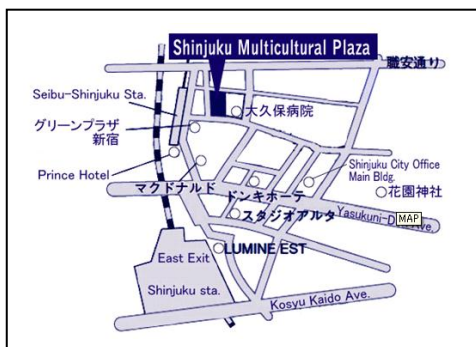 Shinjuku Multicultural Plaza
職安通り
Seibu-Shinjuku Sta.
大久保病院
グリーンプラザ
新宿
Prince Hotel
Shinjuku City Office
Main Bldg.
マクドナルド
ドンキホーテ
花園神社
スタジオアルタ
Yasukuni-D
Ave.
MAP
LUMINE EST
East Exit
Shinjuku sta.
Kosyu Kaido Ave.